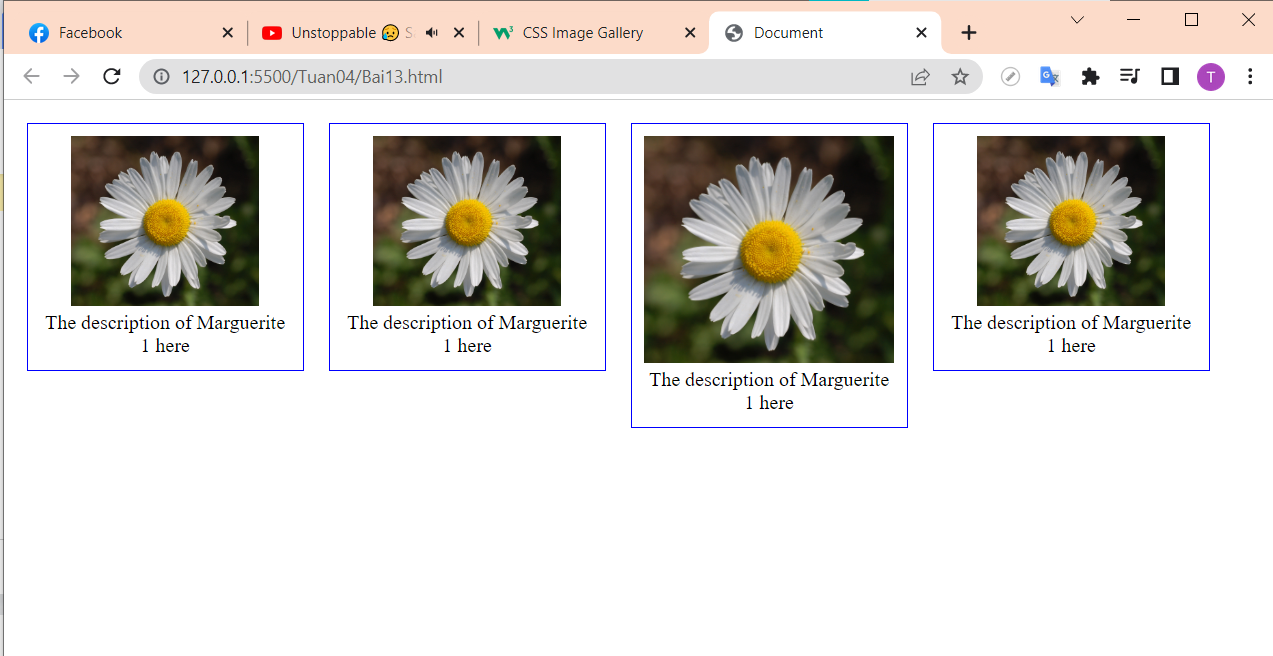 Facebook
Unstoppable 😥 S
CSS Image Gallery
Document
127.0.0.1:5500/Tuan04/Bai13.html
T
The description of Marguerite
1 here
The description of Marguerite
1 here
The description of Marguerite
1 here
The description of Marguerite
1 here